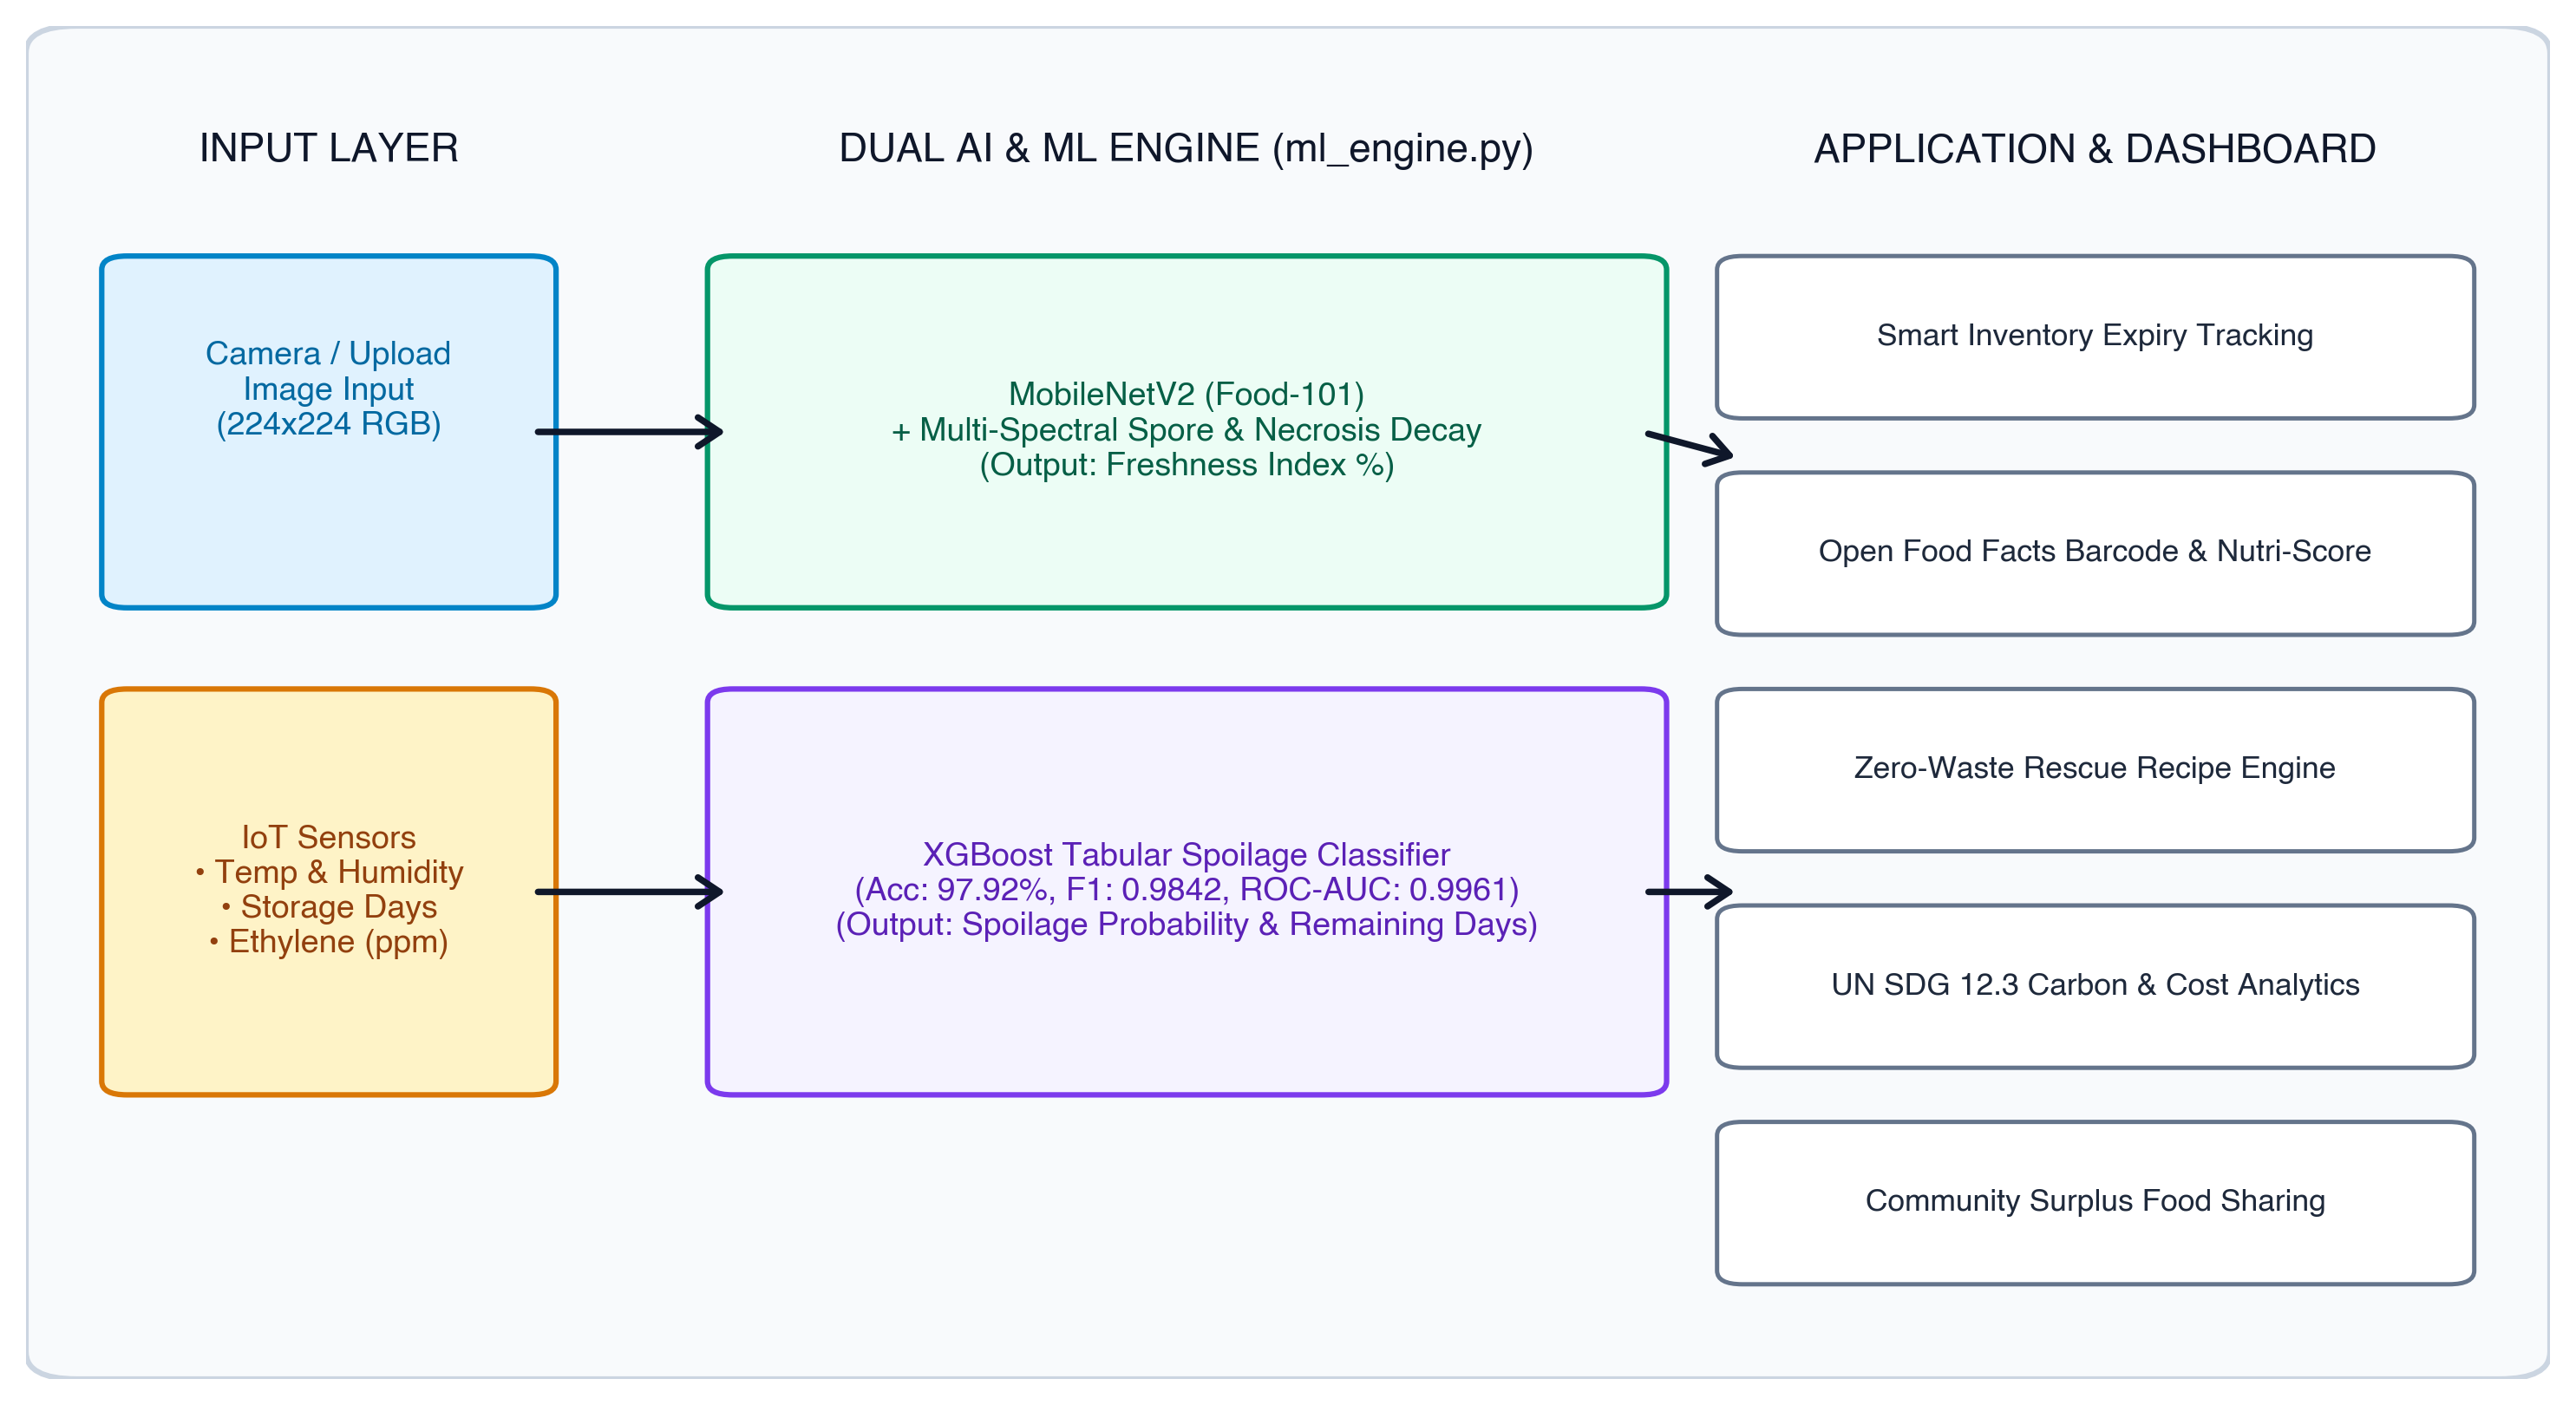 INPUT LAYER
DUAL AI & ML ENGINE (ml_engine.py)
APPLICATION & DASHBOARD
Camera / Upload
Image Input
(224x224 RGB)
MobileNetV2 (Food-101)
+ Multi-Spectral Spore & Necrosis Decay
(Output: Freshness Index %)
Smart Inventory Expiry Tracking
Open Food Facts Barcode & Nutri-Score
IoT Sensors
• Temp & Humidity
• Storage Days
• Ethylene (ppm)
XGBoost Tabular Spoilage Classifier
(Acc: 97.92%, F1: 0.9842, ROC-AUC: 0.9961)
(Output: Spoilage Probability & Remaining Days)
Zero-Waste Rescue Recipe Engine
UN SDG 12.3 Carbon & Cost Analytics
Community Surplus Food Sharing